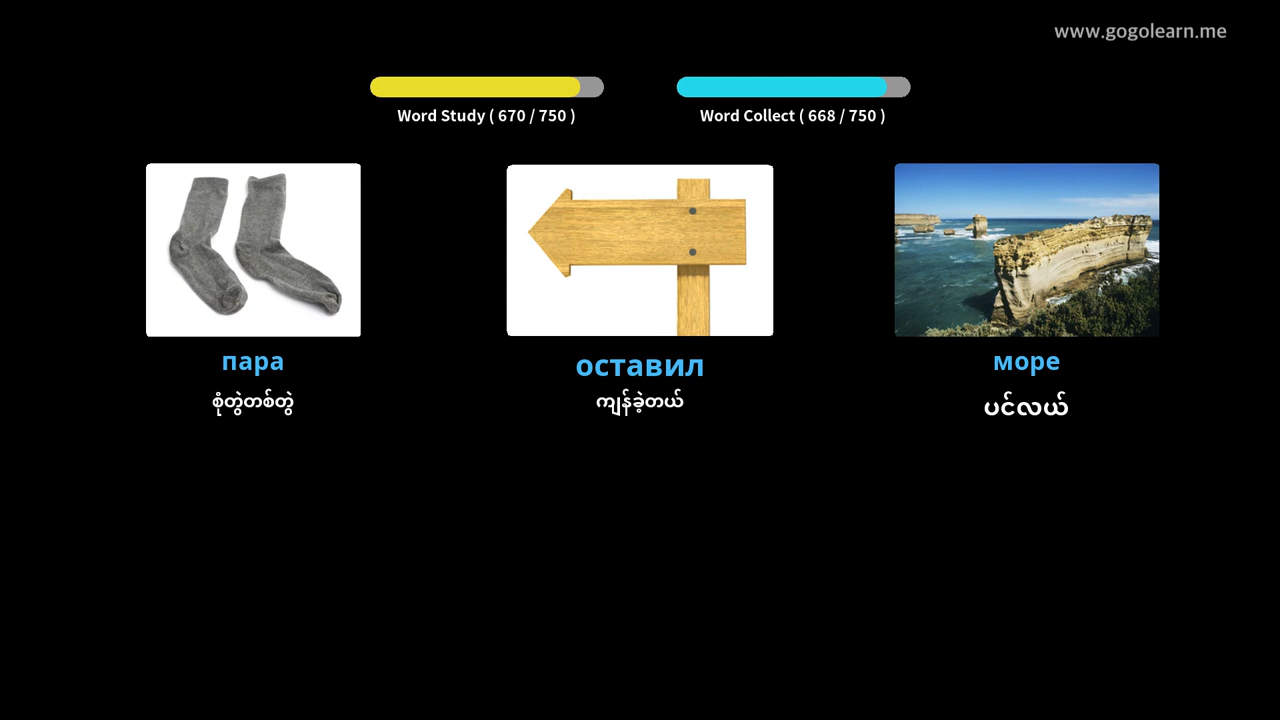 www.gogolearn.me
Word Study ( 670 / 750 )
Word Collect ( 668 / 750 )
пара
оставил
море
စုံတွဲတစ်တွဲ
ကျန်ခဲ့တယ်
ပင်လယ်